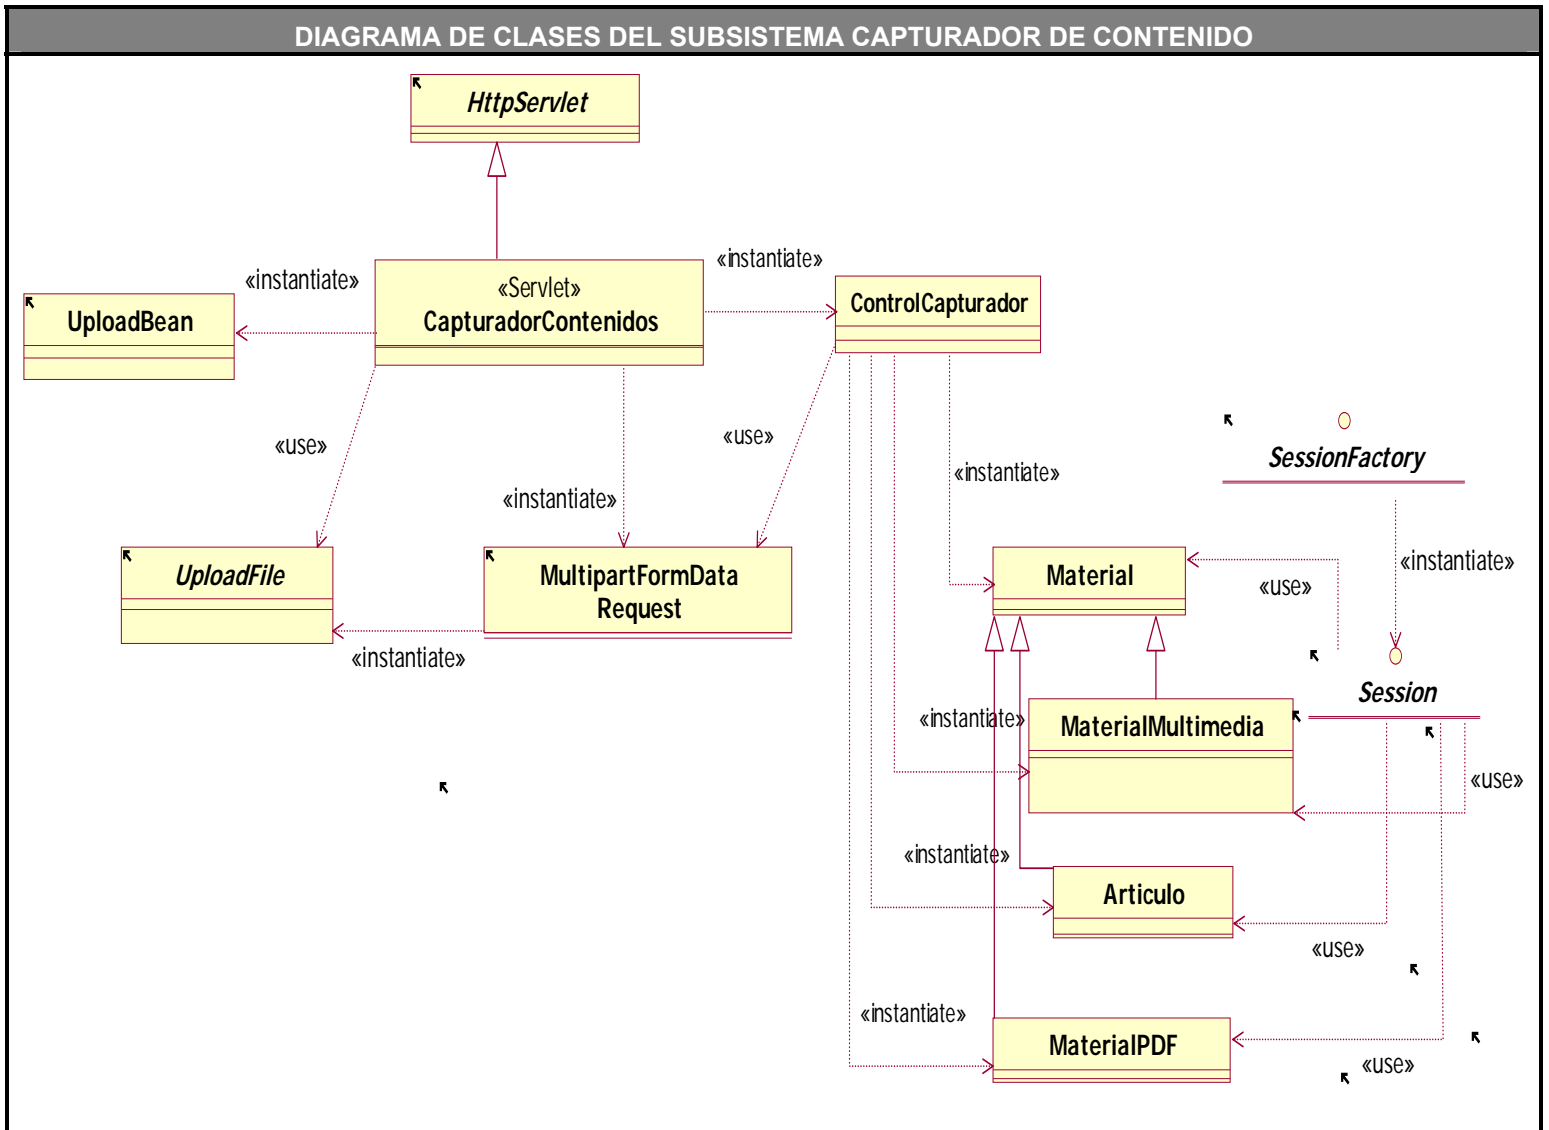 DIAGRAMA DE CLASES DEL SUBSISTEMA CAPTURADOR DE CONTENIDO
HttpServlet
«instantiate»
«Servlet»
CapturadorContenidos
«instantiate»
ControlCapturador
UploadBean
«use»
«use»
«instantiate»
«instantiate»
SessionFactory
UploadFile
MultipartFormData
Request
Material
«use»
«instantiate»
«instantiate»
Session
«instantiate»
MaterialMultimedia
«use»
«instantiate»
Articulo
«use»
«instantiate»
MaterialPDF
«use»